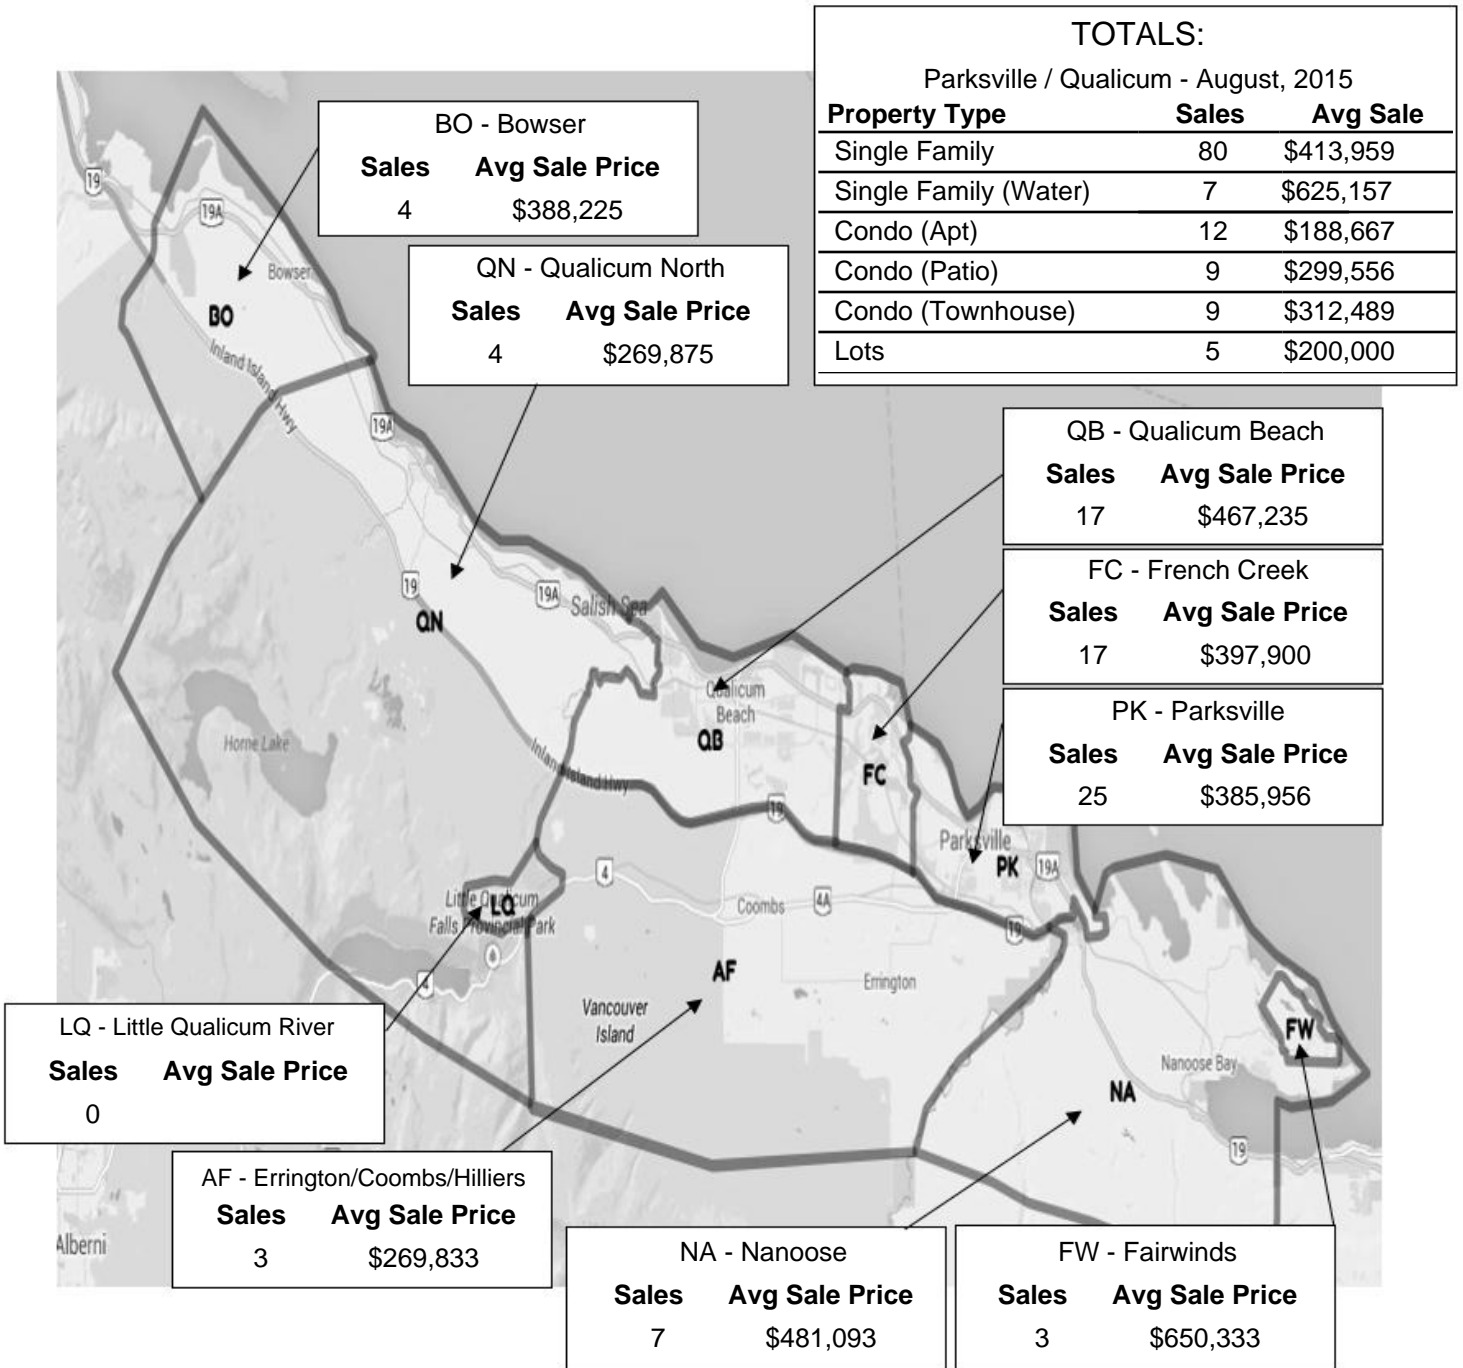 TOTALS:
Parksville / Qualicum - August, 2015
Property Type Sales Avg Sale
Single Family 80 $413,959
Single Family (Water) 7 $625,157
Condo (Apt) 12 $188,667
Condo (Patio) 9 $299,556
Condo (Townhouse) 9 $312,489
Lots 5 $200,000
BO - Bowser
Sales Avg Sale Price
4 $388,225
QN - Qualicum North
Sales Avg Sale Price
4 $269,875
QB - Qualicum Beach
Sales Avg Sale Price
17 $467,235
FC - French Creek
Sales Avg Sale Price
17 $397,900
PK - Parksville
Sales Avg Sale Price
25 $385,956
LQ - Little Qualicum River
Sales Avg Sale Price
0
AF - Errington/Coombs/Hilliers
Sales Avg Sale Price
3 $269,833
NA - Nanoose
Sales Avg Sale Price
7 $481,093
FW - Fairwinds
Sales Avg Sale Price
3 $650,333
19
19A
Bowser
BO
Inland Island Hwy
19A
19
QN
19A
Salish Sea
Horne Lake
Inland Island Hwy
Qualicum
Beach
QB
FC
19
Parksville
PK
19A
4
Little Qualicum
Falls Provincial Park
LQ
4
Coombs
4A
19
AF
Errington
Vancouver
Island
FW
Nanoose Bay
NA
19
Alberni